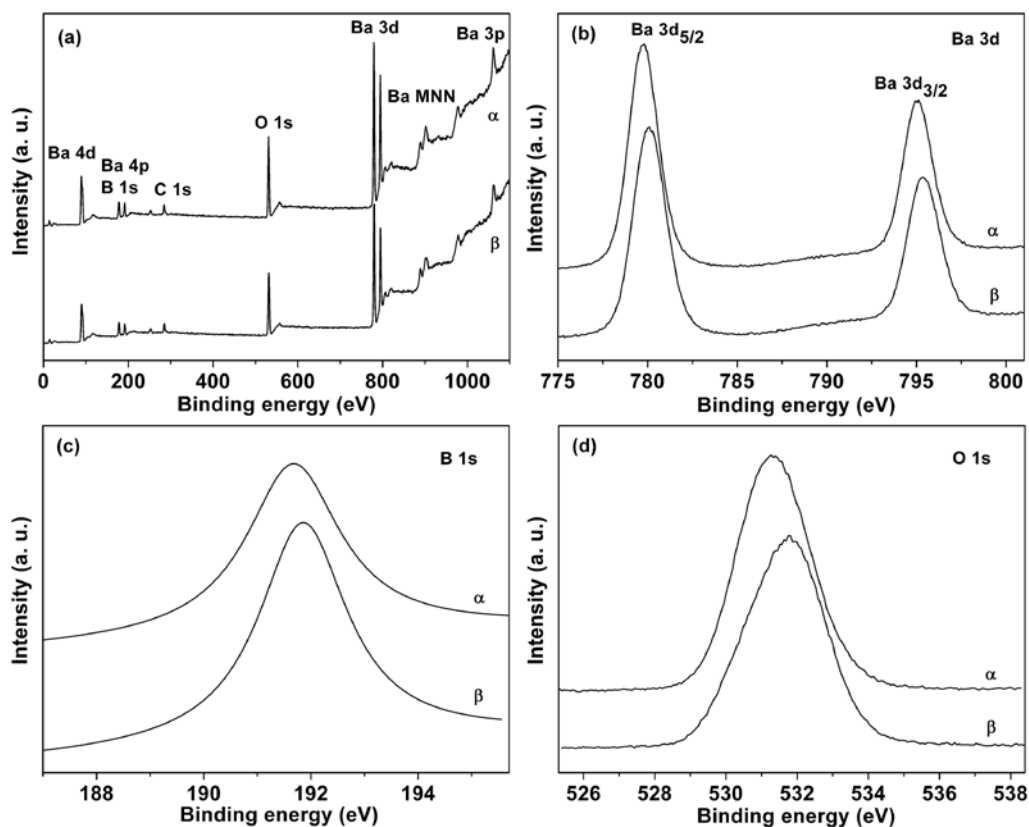 (a)
Ba 3d
Ba 3p
Ba MNN
α
O 1s
Ba 4d
Ba 4p
B 1s
C 1s
β
Intensity (a. u.)
0 200 400 600 800 1000
Binding energy (eV)
(b)
Ba 3d5/2
Ba 3d
Ba 3d3/2
α
β
Intensity (a. u.)
775 780 785 790 795 800
Binding energy (eV)
(c)
B 1s
α
β
Intensity (a. u.)
188 190 192 194
Binding energy (eV)
(d)
O 1s
α
β
Intensity (a. u.)
526 528 530 532 534 536 538
Binding energy (eV)